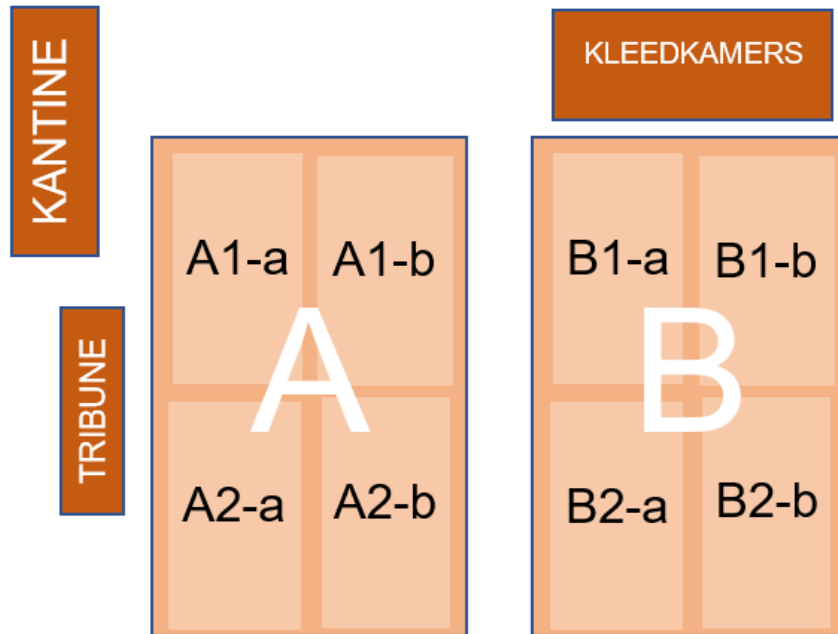 KANTINE
KLEEDKAMERS
TRIBUNE
A
A1-a
A1-b
A2-a
A2-b
B
B1-a
B1-b
B2-a
B2-b